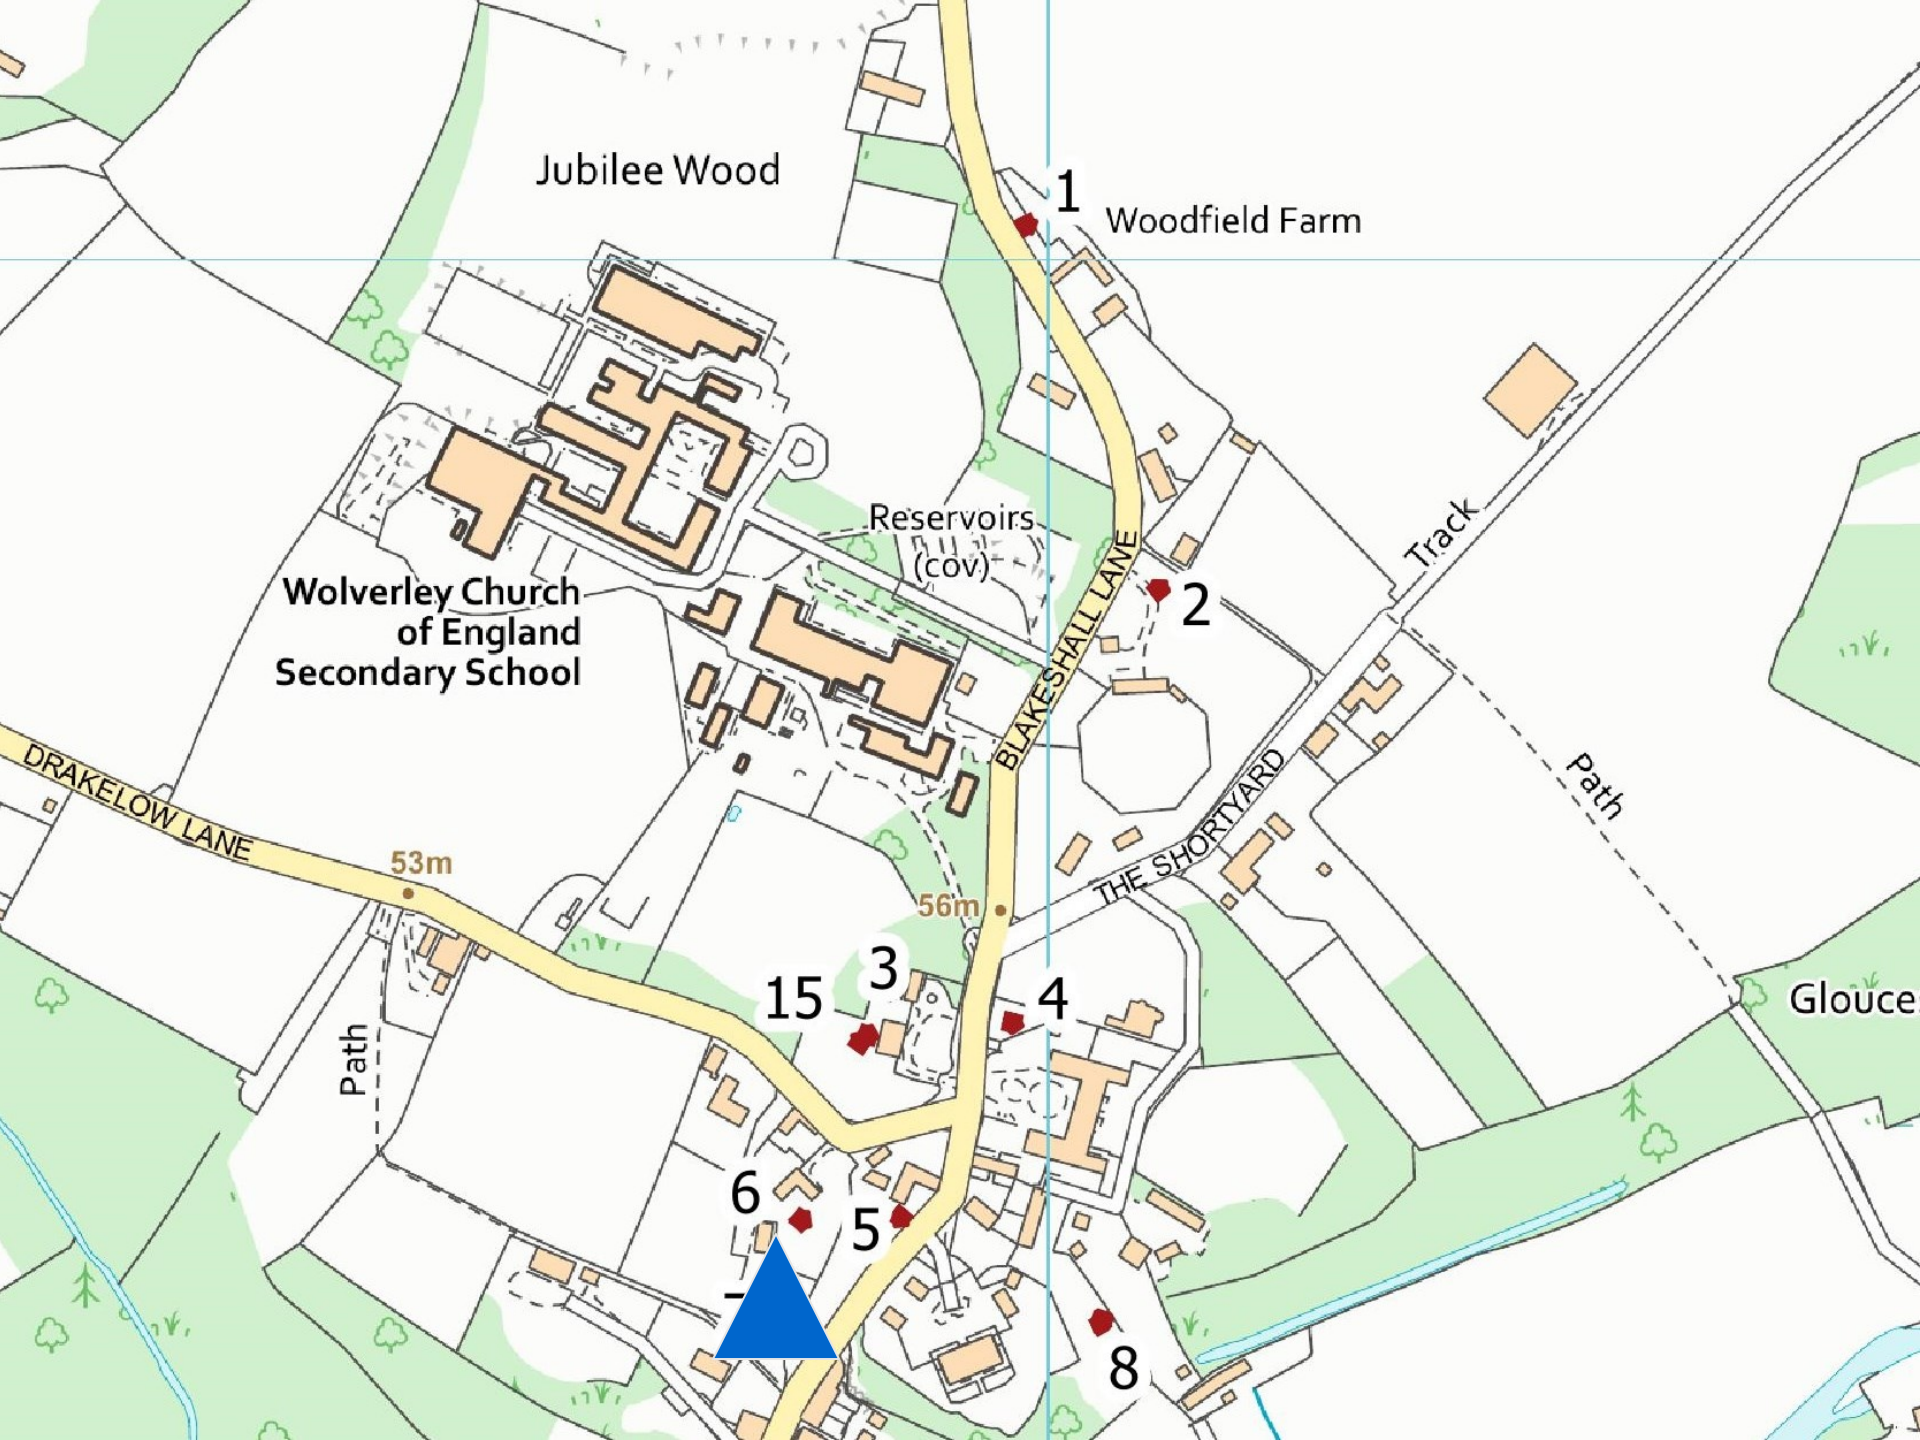 Jubilee Wood
1
Woodfield Farm
Track
Reservoirs
(cov)
Wolverley Church
of England
Secondary School
BLAKESHALL LANE
2
DRAKELOW LANE
THE SHORTYARD
Path
53m
56m
3
15
4
Glouce
Path
6
5
8